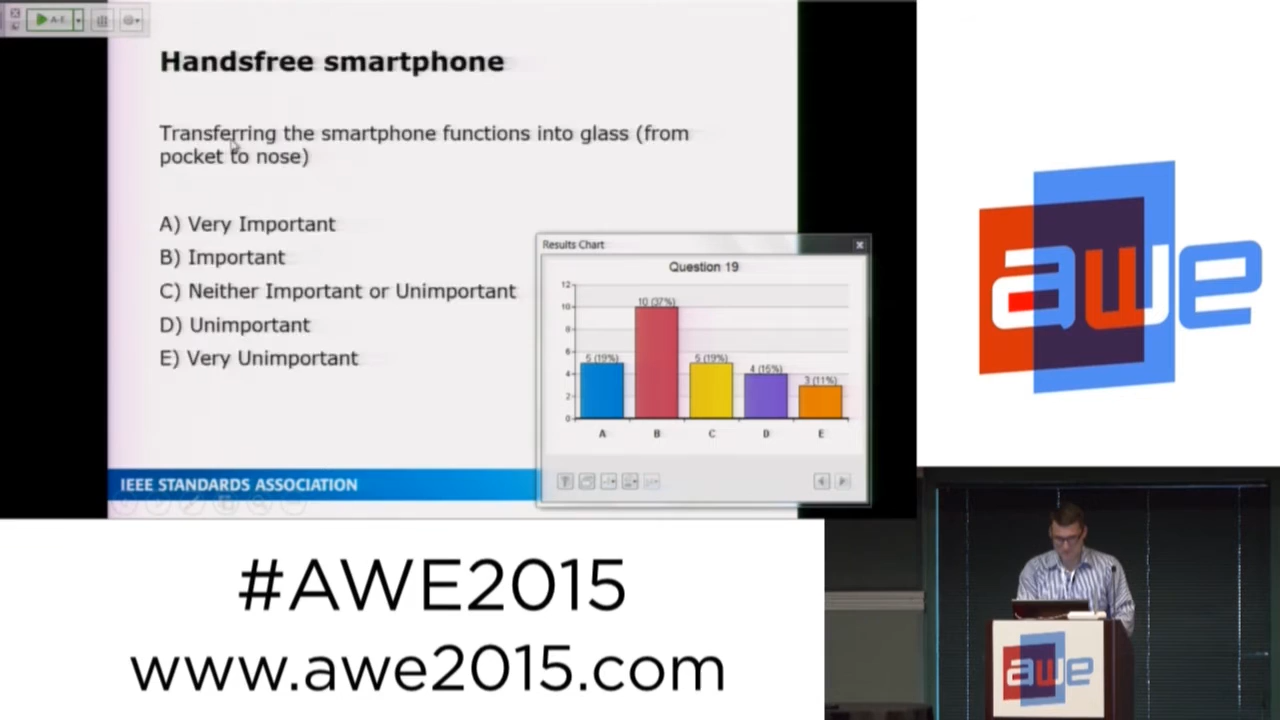 A-E
Handsfree smartphone
Transferring the smartphone functions into glass (from
pocket to nose)
A) Very Important
B) Important
C) Neither Important or Unimportant
D) Unimportant
E) Very Unimportant
IEEE STANDARDS ASSOCIATION
Results Chart
Question 19
12
10
8
6
4
2
0
5 (19%)
10 (37%)
5 (19%)
4 (15%)
3 (11%)
A B C D E
awe
#AWE2015
www.awe2015.com
awe